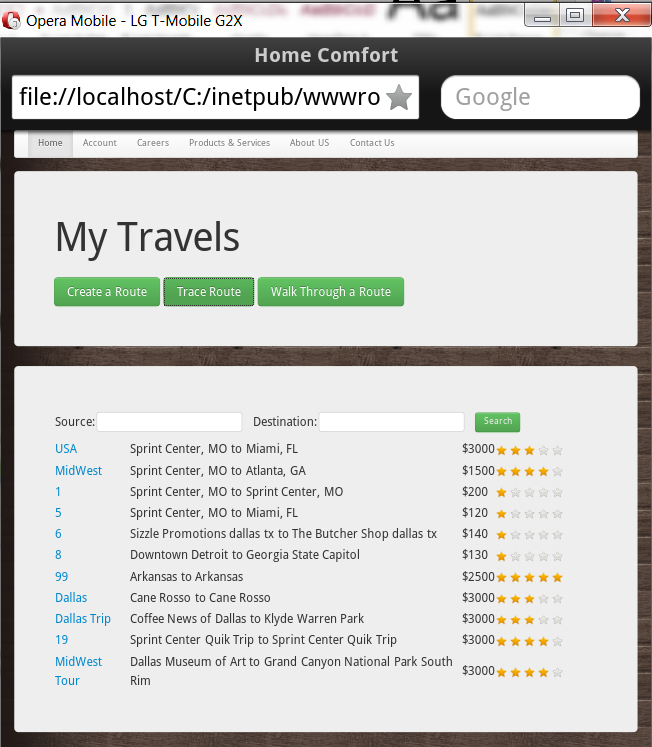 Opera Mobile - LG T-Mobile G2X
Home Comfort
file://localhost/C:/inetpub/wwwro Google
Home Account Careers Products & Services About US Contact Us
My Travels
Create a Route Trace Route Walk Through a Route
Source: Destination: Search
USA Sprint Center, MO to Miami, FL $3000
MidWest Sprint Center, MO to Atlanta, GA $1500
1 Sprint Center, MO to Sprint Center, MO $200
5 Sprint Center, MO to Miami, FL $120
6 Sizzle Promotions dallas tx to The Butcher Shop dallas tx $140
8 Downtown Detroit to Georgia State Capitol $130
99 Arkansas to Arkansas $2500
Dallas Cane Rosso to Cane Rosso $3000
Dallas Trip Coffee News of Dallas to Klyde Warren Park $3000
19 Sprint Center Quik Trip to Sprint Center Quik Trip $3000
MidWest Dallas Museum of Art to Grand Canyon National Park South $3000
Tour Rim